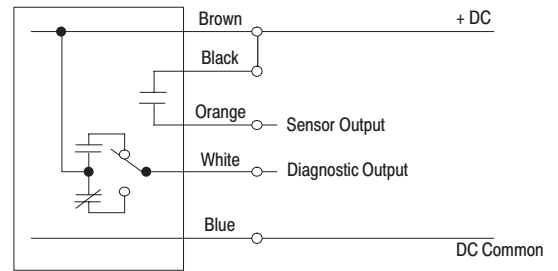 Brown
+ DC
Black
Orange
Sensor Output
White
Diagnostic Output
Blue
DC Common